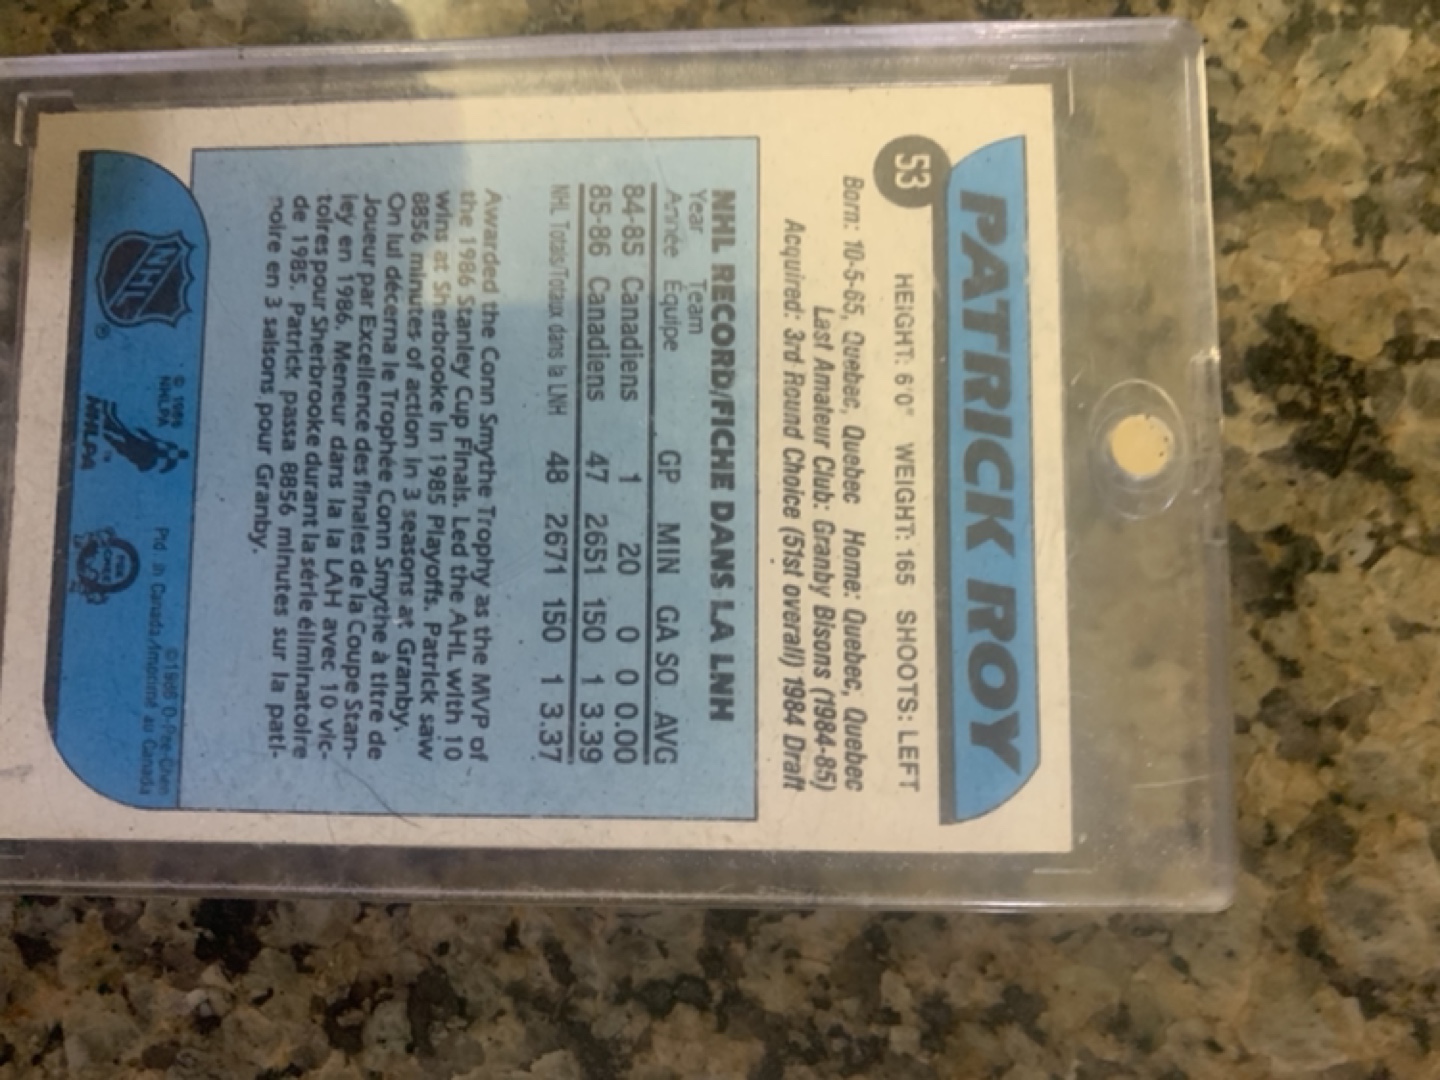 53
PATRICK ROY
HEIGHT: 6'0" WEIGHT: 165 SHOOTS: LEFT
Born: 10-5-65, Quebec, Quebec Home: Quebec, Quebec
Last Amateur Club: Granby Bisons (1984-85)
Acquired: 3rd Round Choice (51st overall) 1984 Draft
NHL RECORD/FICHE DANS LA LNH
Year Team
Année Équipe GP MIN GA SO AVG
84-85 Canadiens 1 20 0 0 0.00
85-86 Canadiens 47 2651 150 1 3.39
NHL Totals/Totaux dans la LNH 48 2671 150 1 3.37
Awarded the Conn Smythe Trophy as the MVP of
the 1986 Stanley Cup Finals. Led the AHL with 10
wins at Sherbrooke in 1985 Playoffs. Patrick saw
8856 minutes of action in 3 seasons at Granby.
On lui décerna le Trophée Conn Smythe à titre de
Joueur par Excellence des finales de la Coupe Stan-
ley en 1986. Meneur dans la la LAH avec 10 vic-
toires pour Sherbrooke durant la série éliminatoire
de 1985. Patrick passa 8856 minutes sur la pati-
noire en 3 saisons pour Granby.
NHL ®
© 1986
NHLPA
NHLPA ™
O-PEE-CHEE
© 1986 O-Pee-Chee
Ptd. in Canada/Imprimé au Canada